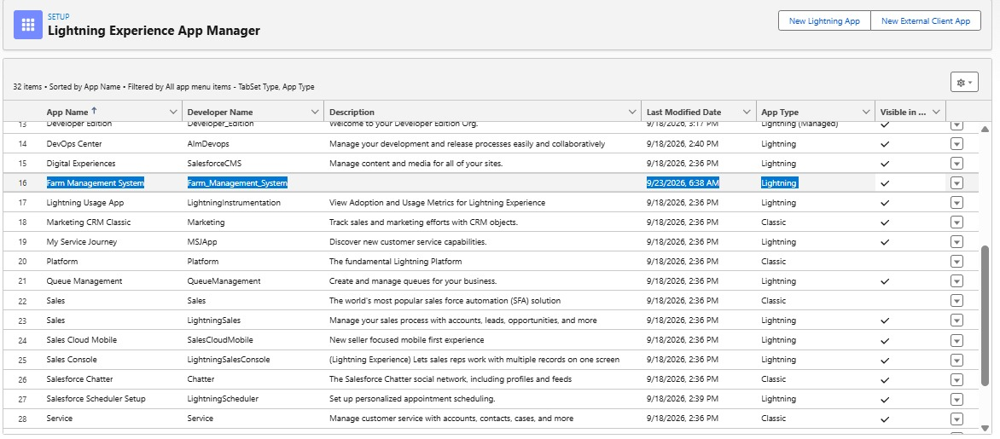 SETUP
Lightning Experience App Manager
New Lightning App New External Client App
32 items • Sorted by App Name • Filtered by All app menu items - TabSet Type, App Type
App Name ↑ Developer Name Description Last Modified Date App Type Visible in ...
13 Developer Edition Developer_Edition Welcome to your Developer Edition Org. 9/18/2026, 3:17 PM Lightning (Managed)
14 DevOps Center AlmDevops Manage your development and release processes easily and collaboratively 9/18/2026, 2:40 PM Lightning
15 Digital Experiences SalesforceCMS Manage content and media for all of your sites. 9/18/2026, 2:36 PM Lightning
16 Farm Management System Farm_Management_System 9/23/2026, 6:38 AM Lightning
17 Lightning Usage App LightningInstrumentation View Adoption and Usage Metrics for Lightning Experience 9/18/2026, 2:36 PM Lightning
18 Marketing CRM Classic Marketing Track sales and marketing efforts with CRM objects. 9/18/2026, 2:36 PM Classic
19 My Service Journey MSJApp Discover new customer service capabilities. 9/18/2026, 2:36 PM Lightning
20 Platform Platform The fundamental Lightning Platform 9/18/2026, 2:36 PM Classic
21 Queue Management QueueManagement Create and manage queues for your business. 9/18/2026, 2:36 PM Lightning
22 Sales Sales The world's most popular sales force automation (SFA) solution 9/18/2026, 2:36 PM Classic
23 Sales LightningSales Manage your sales process with accounts, leads, opportunities, and more 9/18/2026, 2:36 PM Lightning
24 Sales Cloud Mobile SalesCloudMobile New seller focused mobile first experience 9/18/2026, 2:36 PM Lightning
25 Sales Console LightningSalesConsole (Lightning Experience) Lets sales reps work with multiple records on one screen 9/18/2026, 2:36 PM Lightning
26 Salesforce Chatter Chatter The Salesforce Chatter social network, including profiles and feeds 9/18/2026, 2:36 PM Classic
27 Salesforce Scheduler Setup LightningScheduler Set up personalized appointment scheduling. 9/18/2026, 2:39 PM Lightning
28 Service Service Manage customer service with accounts, contacts, cases, and more 9/18/2026, 2:36 PM Classic